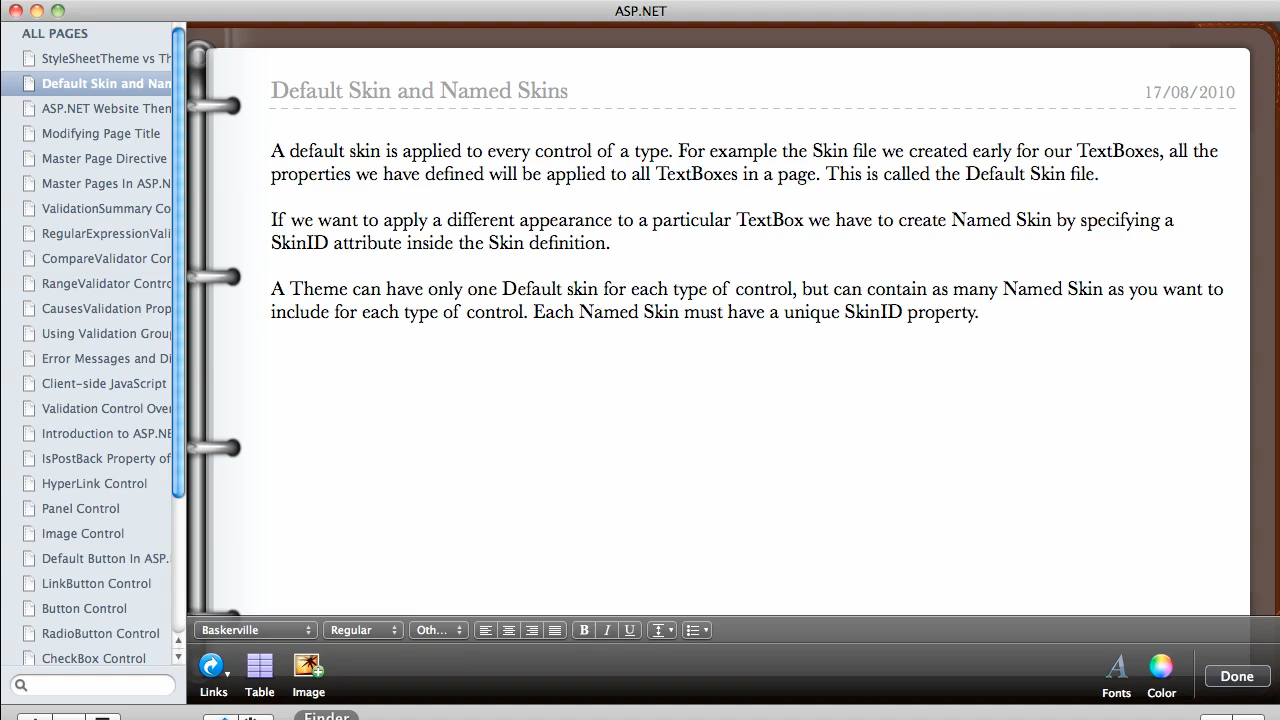 ASP.NET
ALL PAGES
StyleSheetTheme vs Th
Default Skin and Nan
ASP.NET Website Then
Modifying Page Title
Master Page Directive
Master Pages In ASP.N
ValidationSummary Co
RegularExpressionVali
CompareValidator Con
RangeValidator Contro
CausesValidation Prop
Using Validation Group
Error Messages and Di
Client-side JavaScript
Validation Control Over
Introduction to ASP.NE
IsPostBack Property of
HyperLink Control
Panel Control
Image Control
Default Button In ASP.
LinkButton Control
Button Control
RadioButton Control
CheckBox Control
Default Skin and Named Skins
17/08/2010
A default skin is applied to every control of a type. For example the Skin file we created early for our TextBoxes, all the
properties we have defined will be applied to all TextBoxes in a page. This is called the Default Skin file.
If we want to apply a different appearance to a particular TextBox we have to create Named Skin by specifying a
SkinID attribute inside the Skin definition.
A Theme can have only one Default skin for each type of control, but can contain as many Named Skin as you want to
include for each type of control. Each Named Skin must have a unique SkinID property.
Baskerville
Regular
Oth...
B I U
Links
Table
Image
Fonts
Color
Done
Finder